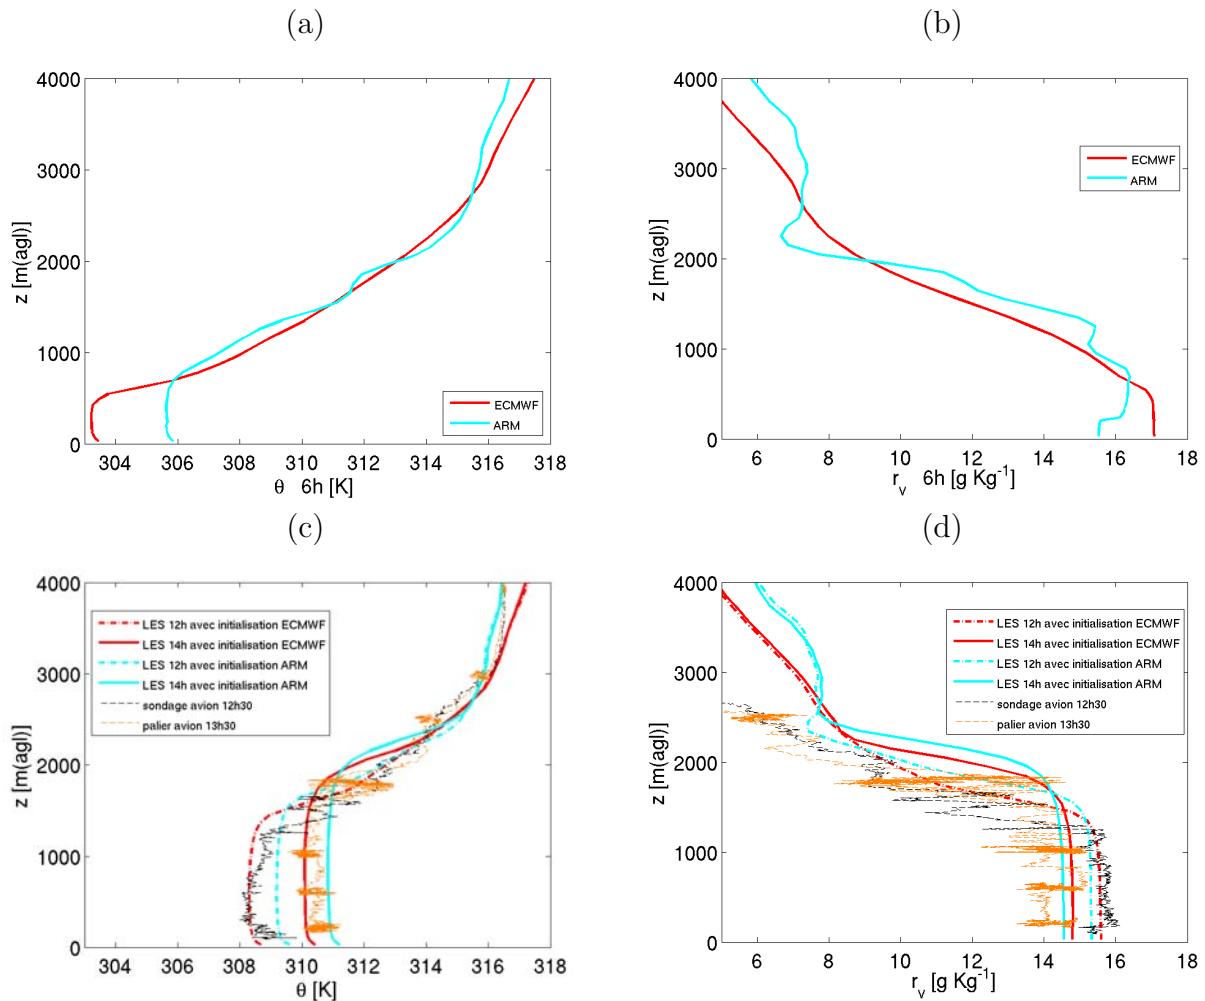 (a)
(b)
4000
3000
2000
1000
0
z [m(agl)]
ECMWF
ARM
304 306 308 310 312 314 316 318
θ 6h [K]
4000
3000
2000
1000
0
z [m(agl)]
ECMWF
ARM
6 8 10 12 14 16 18
r_v 6h [g Kg⁻¹]
(c)
(d)
4000
3000
2000
1000
0
z [m(agl)]
LES 12h avec initialisation ECMWF
LES 14h avec initialisation ECMWF
LES 12h avec initialisation ARM
LES 14h avec initialisation ARM
sondage avion 12h30
palier avion 13h30
304 306 308 310 312 314 316 318
θ [K]
4000
3000
2000
1000
0
z [m(agl)]
LES 12h avec initialisation ECMWF
LES 14h avec initialisation ECMWF
LES 12h avec initialisation ARM
LES 14h avec initialisation ARM
sondage avion 12h30
palier avion 13h30
6 8 10 12 14 16 18
r_v [g Kg⁻¹]